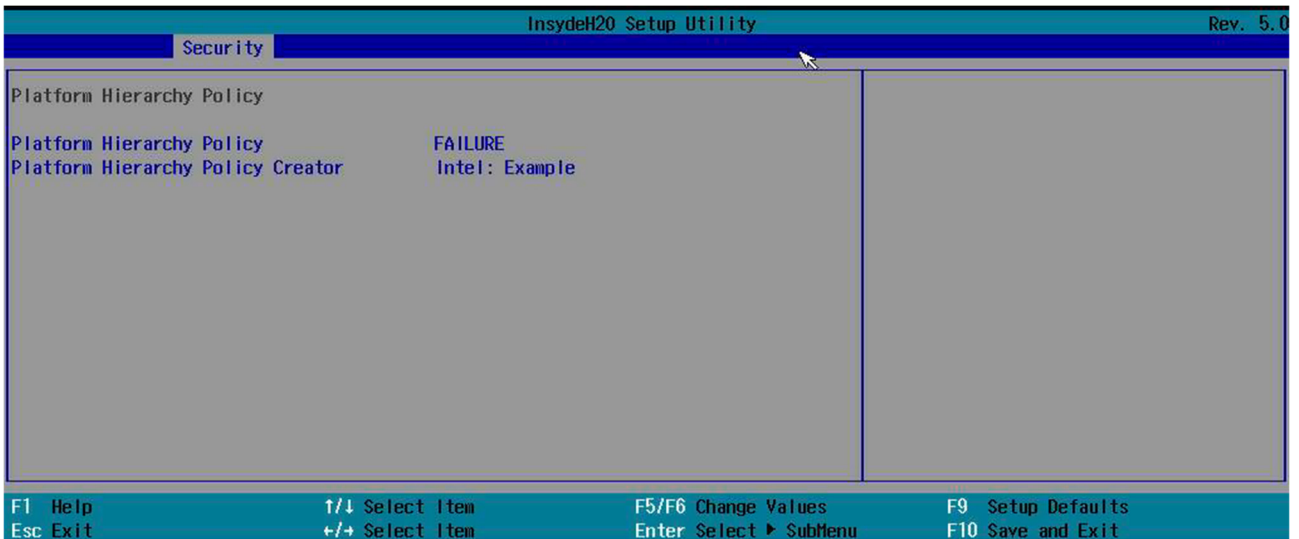 InsydeH20 Setup Utility Rev. 5.0
Security
Platform Hierarchy Policy
Platform Hierarchy Policy FAILURE
Platform Hierarchy Policy Creator Intel: Example
F1 Help ↑/↓ Select Item F5/F6 Change Values F9 Setup Defaults
Esc Exit ←/→ Select Item Enter Select ▶ SubMenu F10 Save and Exit